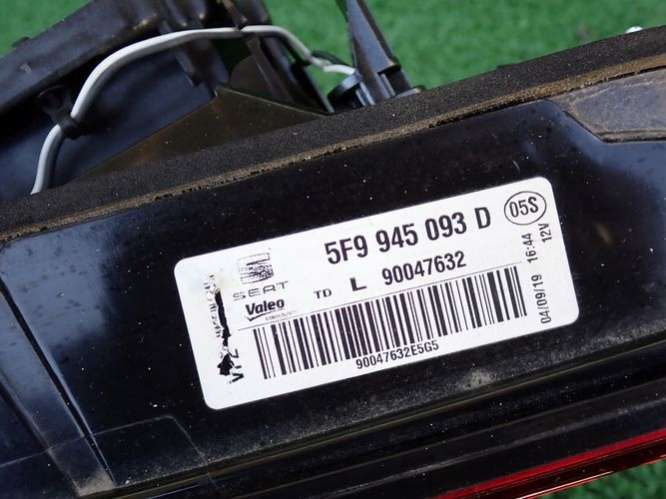 5F9 945 093 D
05S
SEAT
TD L 90047632
Valeo
90047632E5G5
04/09/19 16:44
12V